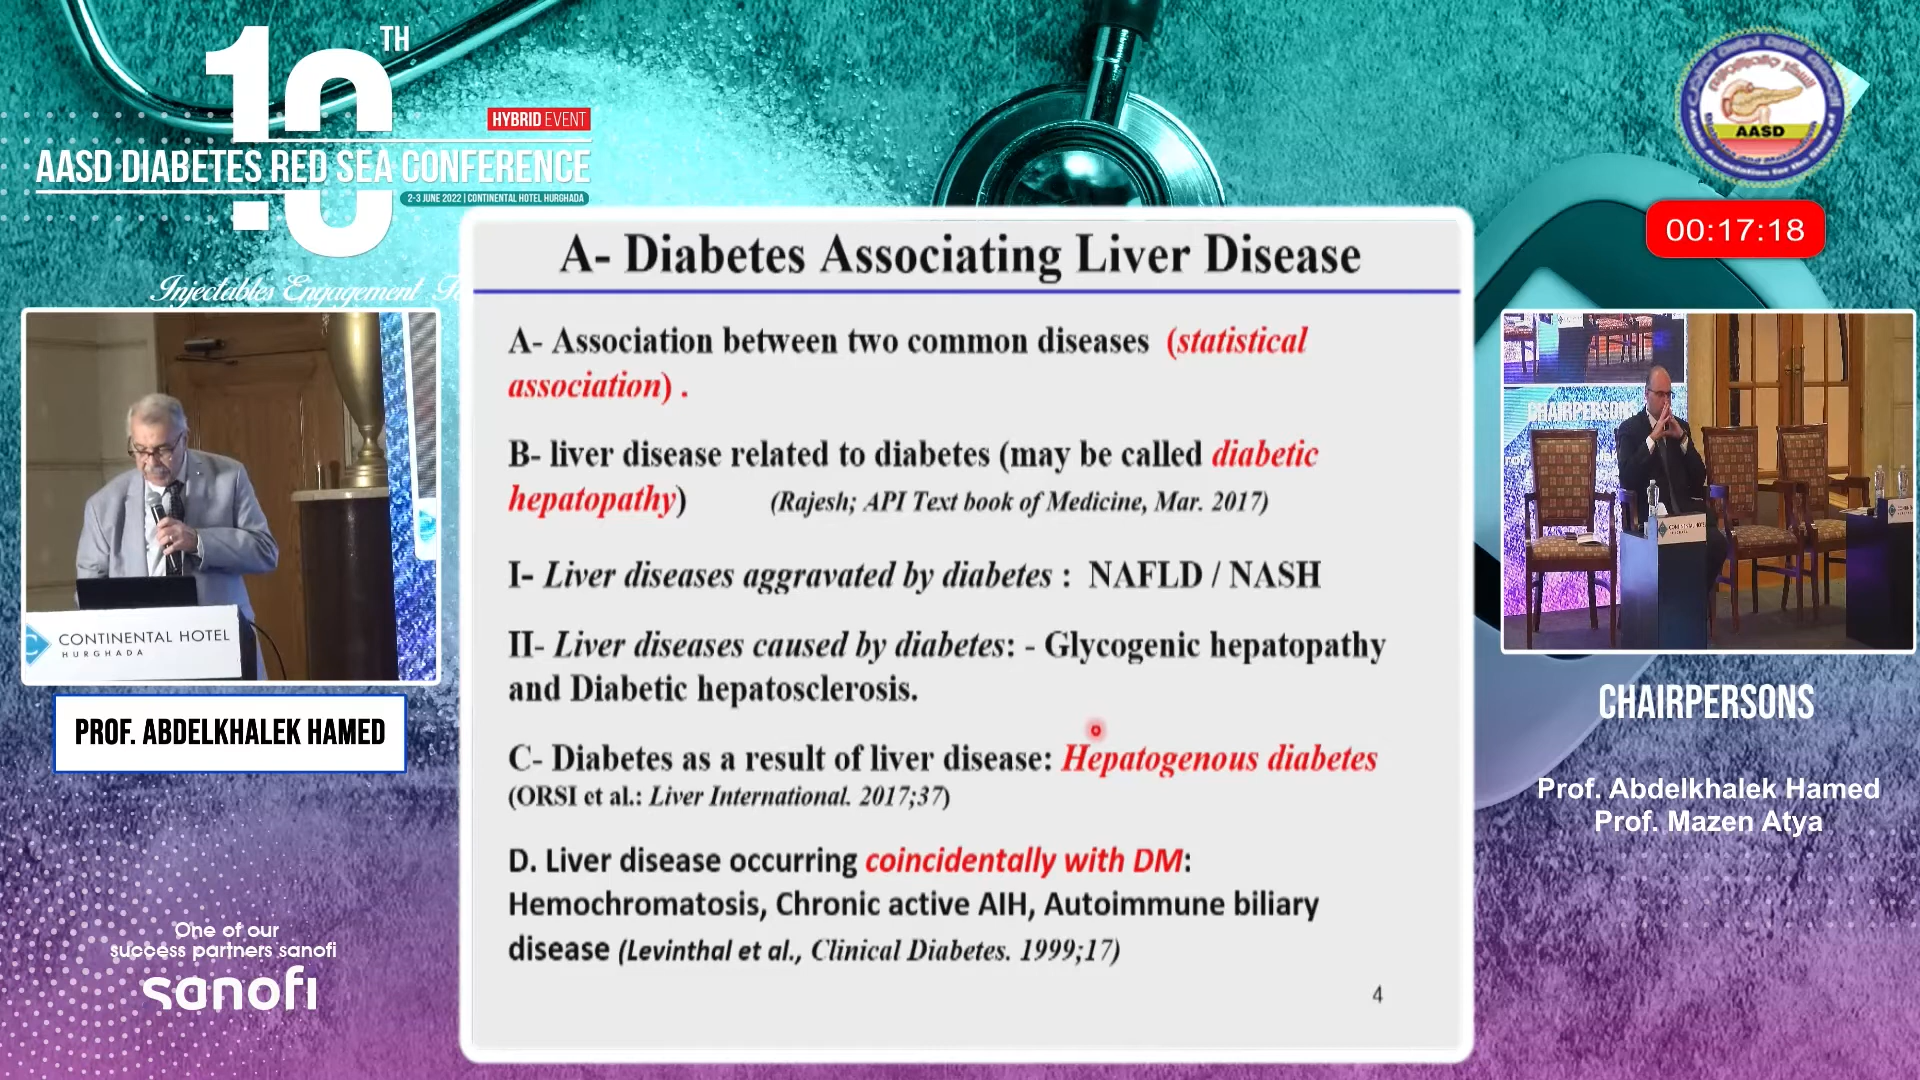 10TH
HYBRID EVENT
AASD DIABETES RED SEA CONFERENCE
2-3 JUNE 2022 | CONTINENTAL HOTEL HURGHADA
Injectables Engagement
AASD
00:17:18
A- Diabetes Associating Liver Disease
A- Association between two common diseases (statistical
association) .
B- liver disease related to diabetes (may be called diabetic
hepatopathy) (Rajesh; API Text book of Medicine, Mar. 2017)
I- Liver diseases aggravated by diabetes : NAFLD / NASH
II- Liver diseases caused by diabetes: - Glycogenic hepatopathy
and Diabetic hepatosclerosis.
C- Diabetes as a result of liver disease: Hepatogenous diabetes
(ORSI et al.: Liver International. 2017;37)
D. Liver disease occurring coincidentally with DM:
Hemochromatosis, Chronic active AIH, Autoimmune biliary
disease (Levinthal et al., Clinical Diabetes. 1999;17)
4
CONTINENTAL HOTEL
HURGHADA
PROF. ABDELKHALEK HAMED
One of our
success partners sanofi
sanofi
CHAIRPERSONS
CONTINENTAL HOTEL
CHAIRPERSONS
Prof. Abdelkhalek Hamed
Prof. Mazen Atya